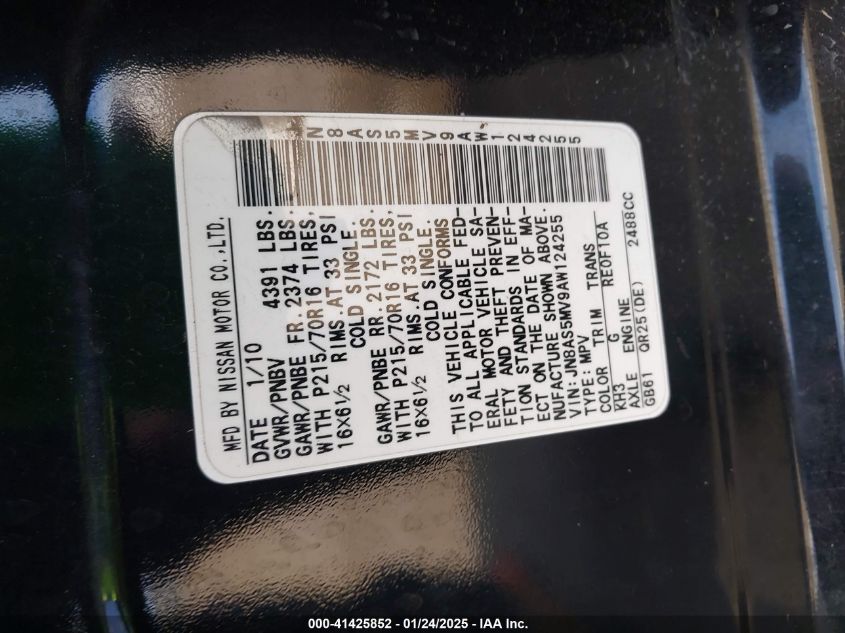 MFD BY NISSAN MOTOR CO.,LTD.
DATE 1/10
GVWR/PNBV 4391 LBS.
GAWR/PNBE FR.2374 LBS.
WITH P215/70R16 TIRES,
16X6½ RIMS.AT 33 PSI
COLD SINGLE.
GAWR/PNBE RR.2172 LBS.
WITH P215/70R16 TIRES,
16X6½ RIMS.AT 33 PSI
COLD SINGLE.
THIS VEHICLE CONFORMS
TO ALL APPLICABLE FED-
ERAL MOTOR VEHICLE SA-
FETY AND THEFT PREVEN-
TION STANDARDS IN EFF-
ECT ON THE DATE OF MA-
NUFACTURE SHOWN ABOVE.
VIN:JN8AS5MV9AW124255
TYPE:MPV
COLOR TRIM TRANS
KH3 G RE0F10A
AXLE ENGINE
GB61 QR25(DE) 2488CC
N8AS5MV9AW124255
000-41425852 - 01/24/2025 - IAA Inc.